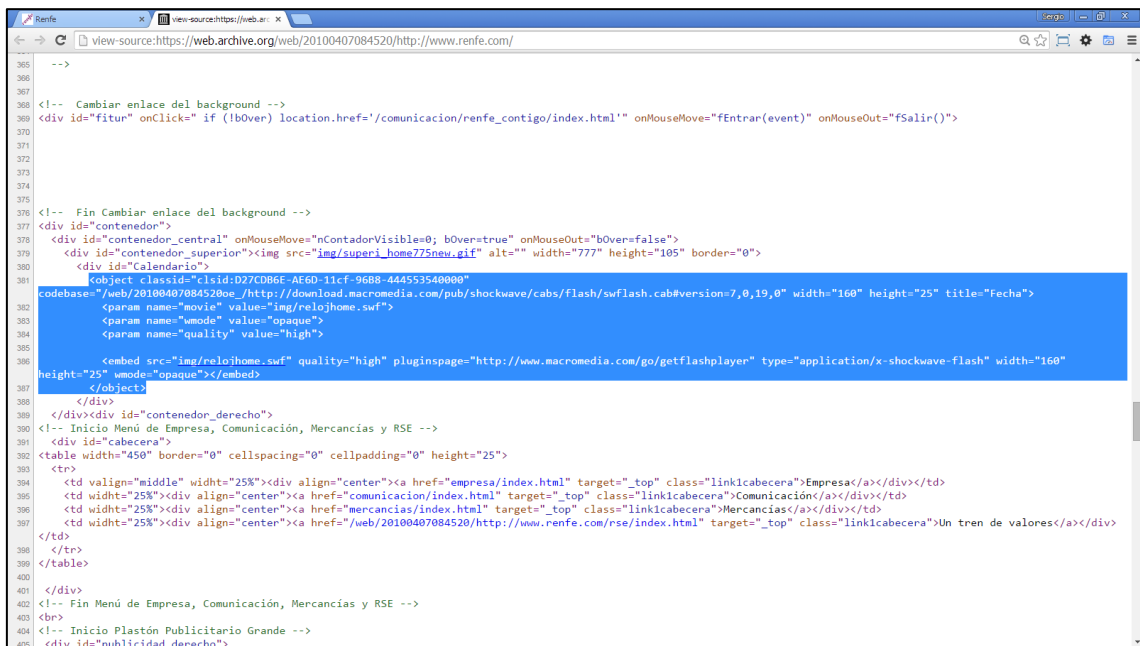 Renfe
view-source:https://web.arc
Sergio
view-source:https://web.archive.org/web/20100407084520/http://www.renfe.com/
365 -->
366
367
368 <!--  Cambiar enlace del background -->
369 <div id="fitur" onClick=" if (!bOver) location.href='/comunicacion/renfe_contigo/index.html'" onMouseMove="fEntrar(event)" onMouseOut="fSalir()">
370
371
372
373
374
375
376 <!--  Fin Cambiar enlace del background -->
377 <div id="contenedor">
378 <div id="contenedor_central" onMouseMove="nContadorVisible=0; bOver=true" onMouseOut="bOver=false">
379 <div id="contenedor_superior"><img src="img/superi_home775new.gif" alt="" width="777" height="105" border="0">
380 <div id="Calendario">
381 <object classid="clsid:D27CDB6E-AE6D-11cf-96B8-444553540000"
codebase="/web/20100407084520oe_/http://download.macromedia.com/pub/shockwave/cabs/flash/swflash.cab#version=7,0,19,0" width="160" height="25" title="Fecha">
382 <param name="movie" value="img/relojhome.swf">
383 <param name="wmode" value="opaque">
384 <param name="quality" value="high">
385
386 <embed src="img/relojhome.swf" quality="high" pluginspage="http://www.macromedia.com/go/getflashplayer" type="application/x-shockwave-flash" width="160"
height="25" wmode="opaque"></embed>
387 </object>
388 </div>
389 </div><div id="contenedor_derecho">
390 <!-- Inicio Menú de Empresa, Comunicación, Mercancías y RSE -->
391 <div id="cabecera">
392 <table width="450" border="0" cellspacing="0" cellpadding="0" height="25">
393 <tr>
394 <td valign="middle" widht="25%"><div align="center"><a href="empresa/index.html" target="_top" class="link1cabecera">Empresa</a></div></td>
395 <td widht="25%"><div align="center"><a href="comunicacion/index.html" target="_top" class="link1cabecera">Comunicación</a></div></td>
396 <td widht="25%"><div align="center"><a href="mercancias/index.html" target="_top" class="link1cabecera">Mercancías</a></div></td>
397 <td widht="25%"><div align="center"><a href="/web/20100407084520/http://www.renfe.com/rse/index.html" target="_top" class="link1cabecera">Un tren de valores</a></div>
</td>
398 </tr>
399 </table>
400
401 </div>
402 <!-- Fin Menú de Empresa, Comunicación, Mercancías y RSE -->
403 <br>
404 <!-- Inicio Plastón Publicitario Grande -->
405 <div id="publicidad_derecho">